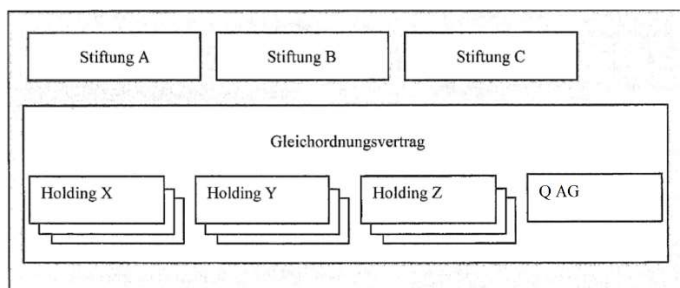 Stiftung A
Stiftung B
Stiftung C
Gleichordnungsvertrag
Holding X
Holding Y
Holding Z
Q AG